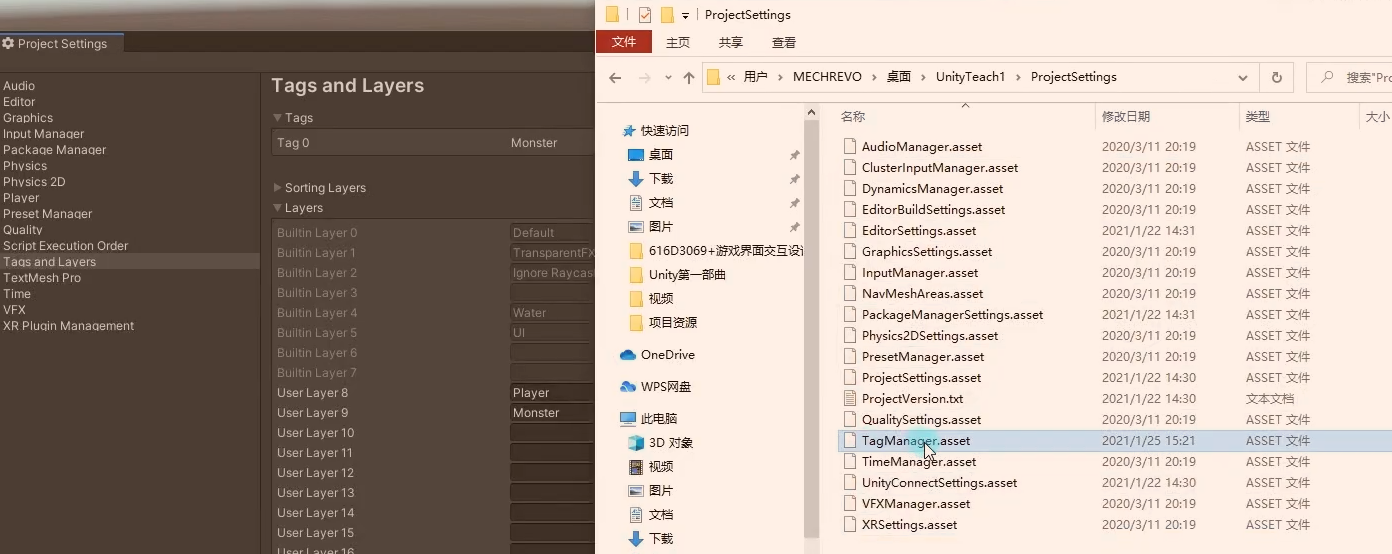 Project Settings
Audio
Editor
Graphics
Input Manager
Package Manager
Physics
Physics 2D
Player
Preset Manager
Quality
Script Execution Order
Tags and Layers
TextMesh Pro
Time
VFX
XR Plugin Management
Tags and Layers
Tags
Tag 0 Monster
Sorting Layers
Layers
Builtin Layer 0 Default
Builtin Layer 1 TransparentFX
Builtin Layer 2 Ignore Raycas
Builtin Layer 3
Builtin Layer 4 Water
Builtin Layer 5 UI
Builtin Layer 6
Builtin Layer 7
User Layer 8 Player
User Layer 9 Monster
User Layer 10
User Layer 11
User Layer 12
User Layer 13
User Layer 14
User Layer 15
User Layer 16
ProjectSettings
文件 主页 共享 查看
« 用户 › MECHREVO › 桌面 › UnityTeach1 › ProjectSettings
搜索"Prc
快速访问
桌面
下载
文档
图片
616D3069+游戏界面交互设计
Unity第一部曲
视频
项目资源
OneDrive
WPS网盘
此电脑
3D 对象
视频
图片
文档
下载
名称 修改日期 类型 大小
AudioManager.asset 2020/3/11 20:19 ASSET 文件
ClusterInputManager.asset 2020/3/11 20:19 ASSET 文件
DynamicsManager.asset 2020/3/11 20:19 ASSET 文件
EditorBuildSettings.asset 2020/3/11 20:19 ASSET 文件
EditorSettings.asset 2021/1/22 14:31 ASSET 文件
GraphicsSettings.asset 2020/3/11 20:19 ASSET 文件
InputManager.asset 2020/3/11 20:19 ASSET 文件
NavMeshAreas.asset 2020/3/11 20:19 ASSET 文件
PackageManagerSettings.asset 2021/1/22 14:31 ASSET 文件
Physics2DSettings.asset 2020/3/11 20:19 ASSET 文件
PresetManager.asset 2020/3/11 20:19 ASSET 文件
ProjectSettings.asset 2021/1/22 14:30 ASSET 文件
ProjectVersion.txt 2021/1/22 14:30 文本文档
QualitySettings.asset 2020/3/11 20:19 ASSET 文件
TagManager.asset 2021/1/25 15:21 ASSET 文件
TimeManager.asset 2020/3/11 20:19 ASSET 文件
UnityConnectSettings.asset 2021/1/22 14:30 ASSET 文件
VFXManager.asset 2020/3/11 20:19 ASSET 文件
XRSettings.asset 2020/3/11 20:19 ASSET 文件